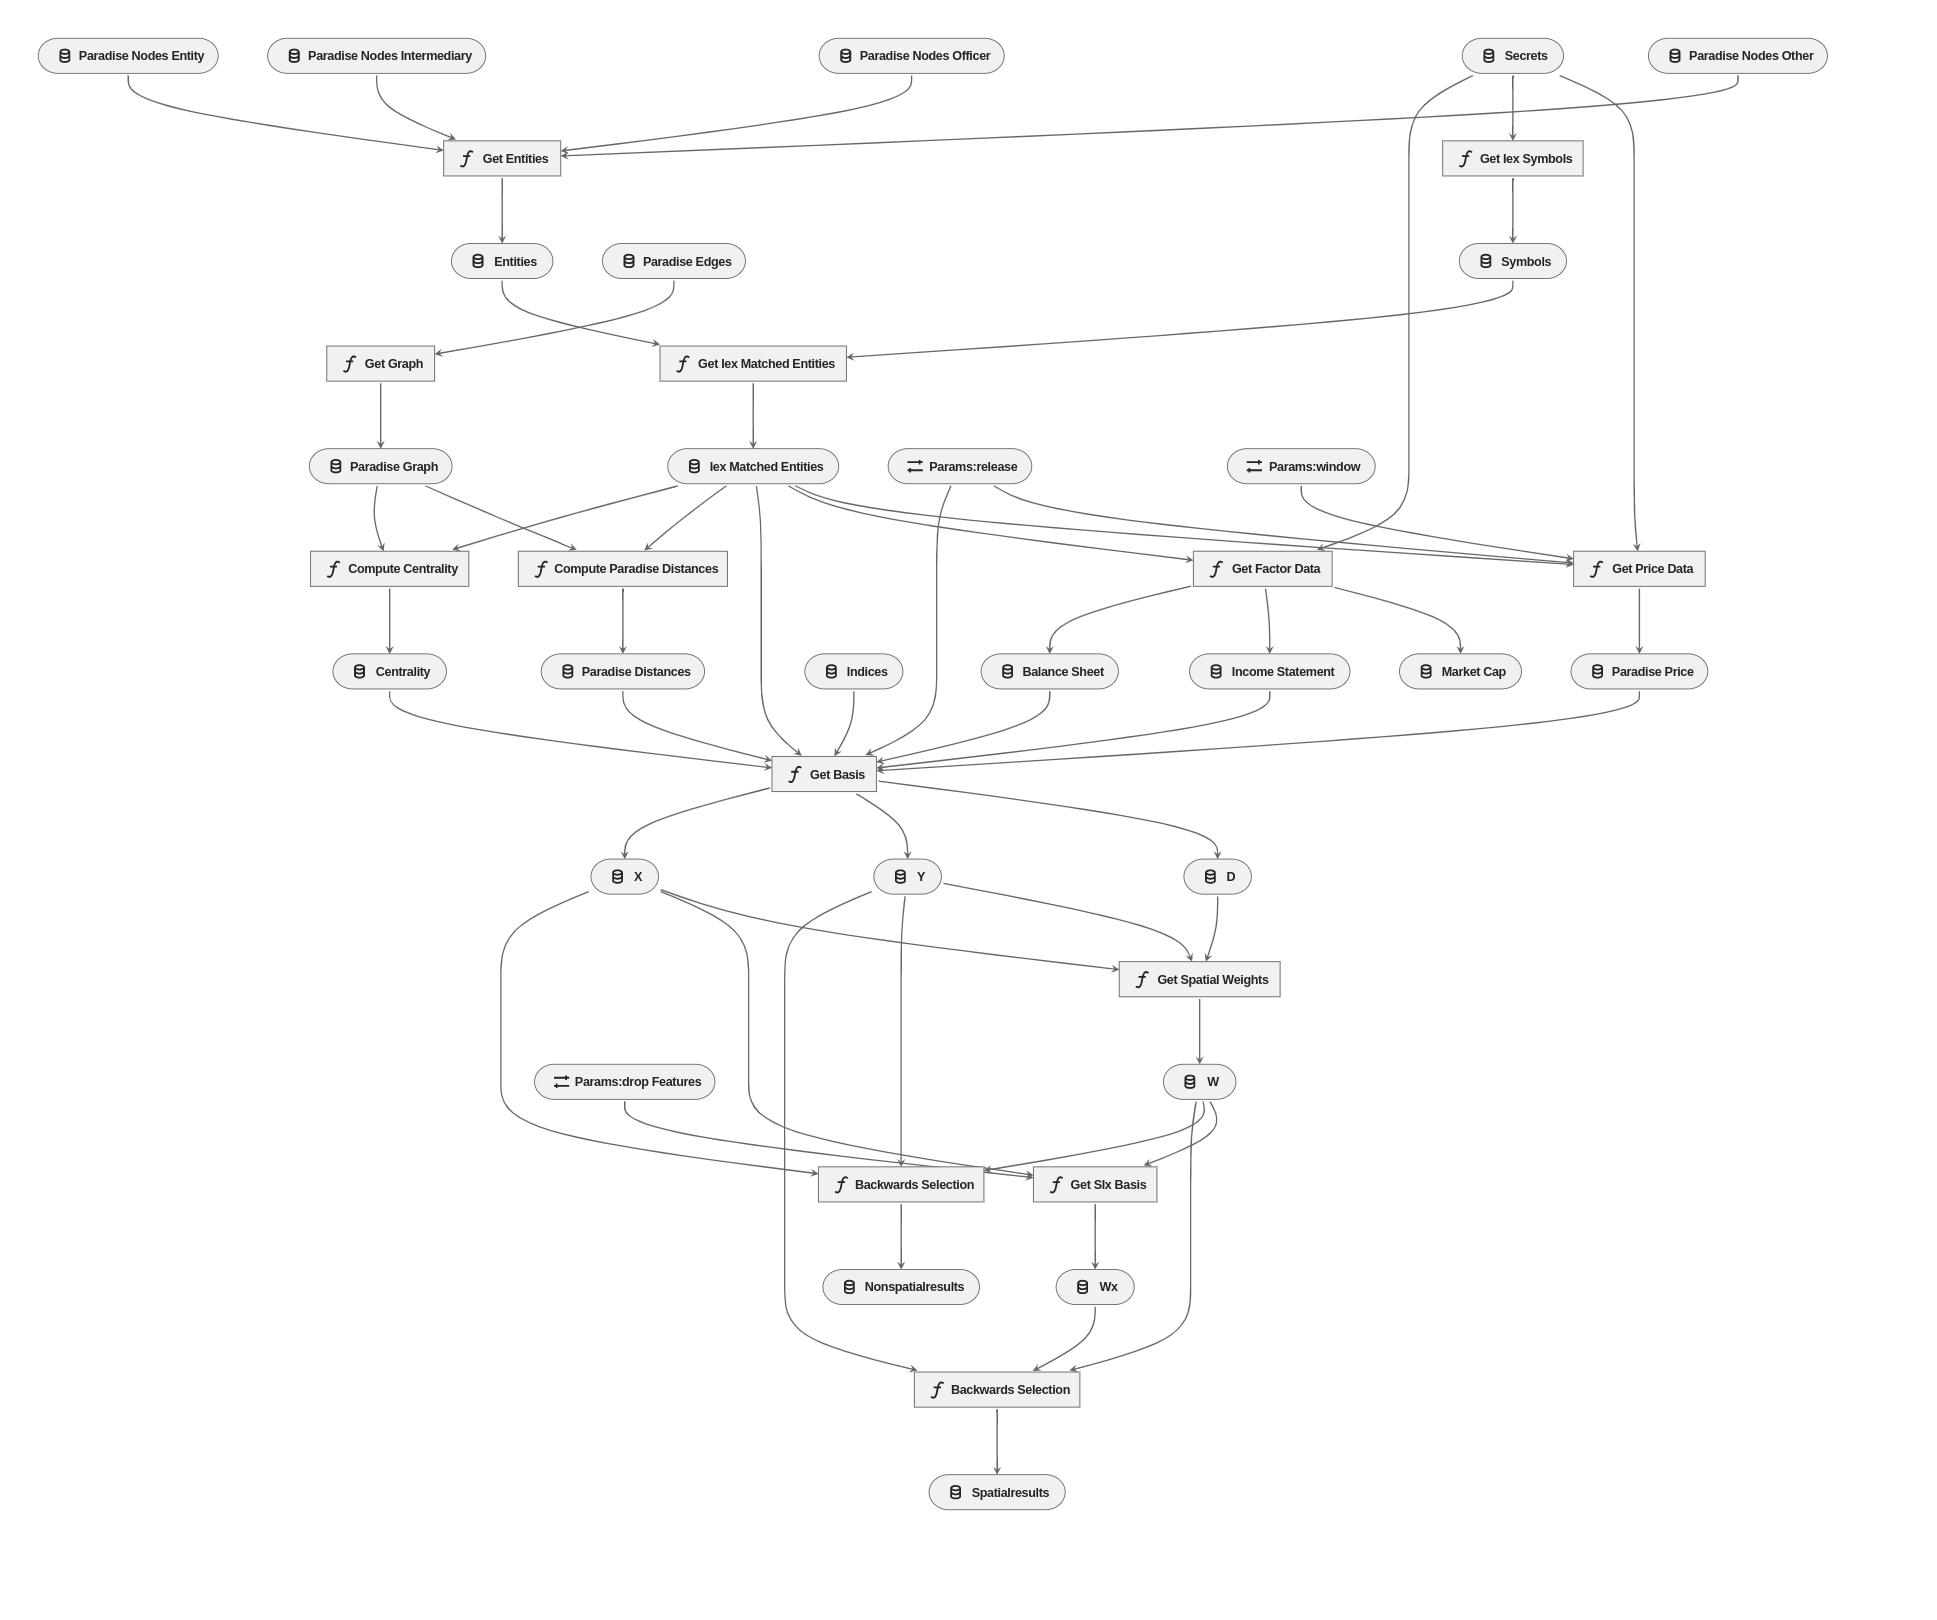 Paradise Nodes Entity
Paradise Nodes Intermediary
Paradise Nodes Officer
Secrets
Paradise Nodes Other
Get Entities
Get Iex Symbols
Entities
Paradise Edges
Symbols
Get Graph
Get Iex Matched Entities
Paradise Graph
Iex Matched Entities
Params:release
Params:window
Compute Centrality
Compute Paradise Distances
Get Factor Data
Get Price Data
Centrality
Paradise Distances
Indices
Balance Sheet
Income Statement
Market Cap
Paradise Price
Get Basis
X
Y
D
Get Spatial Weights
Params:drop Features
W
Backwards Selection
Get Slx Basis
Nonspatialresults
Wx
Backwards Selection
Spatialresults